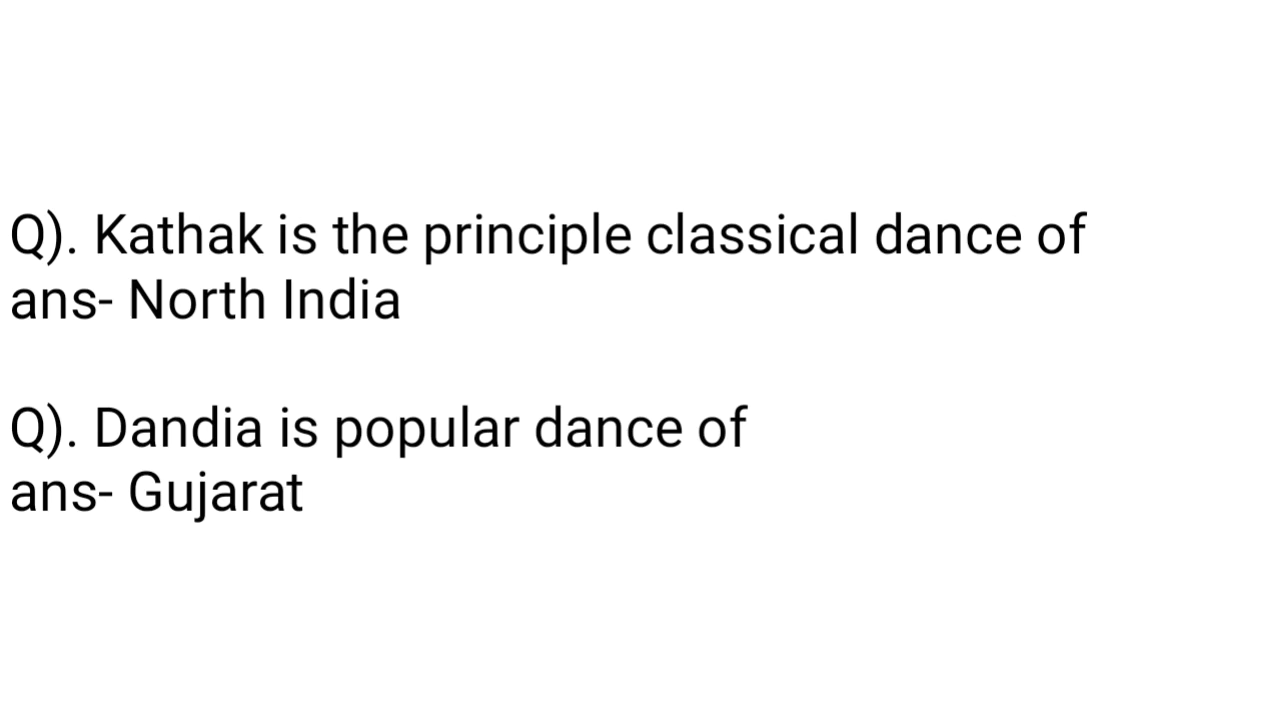 Q). Kathak is the principle classical dance of
ans- North India
Q). Dandia is popular dance of
ans- Gujarat